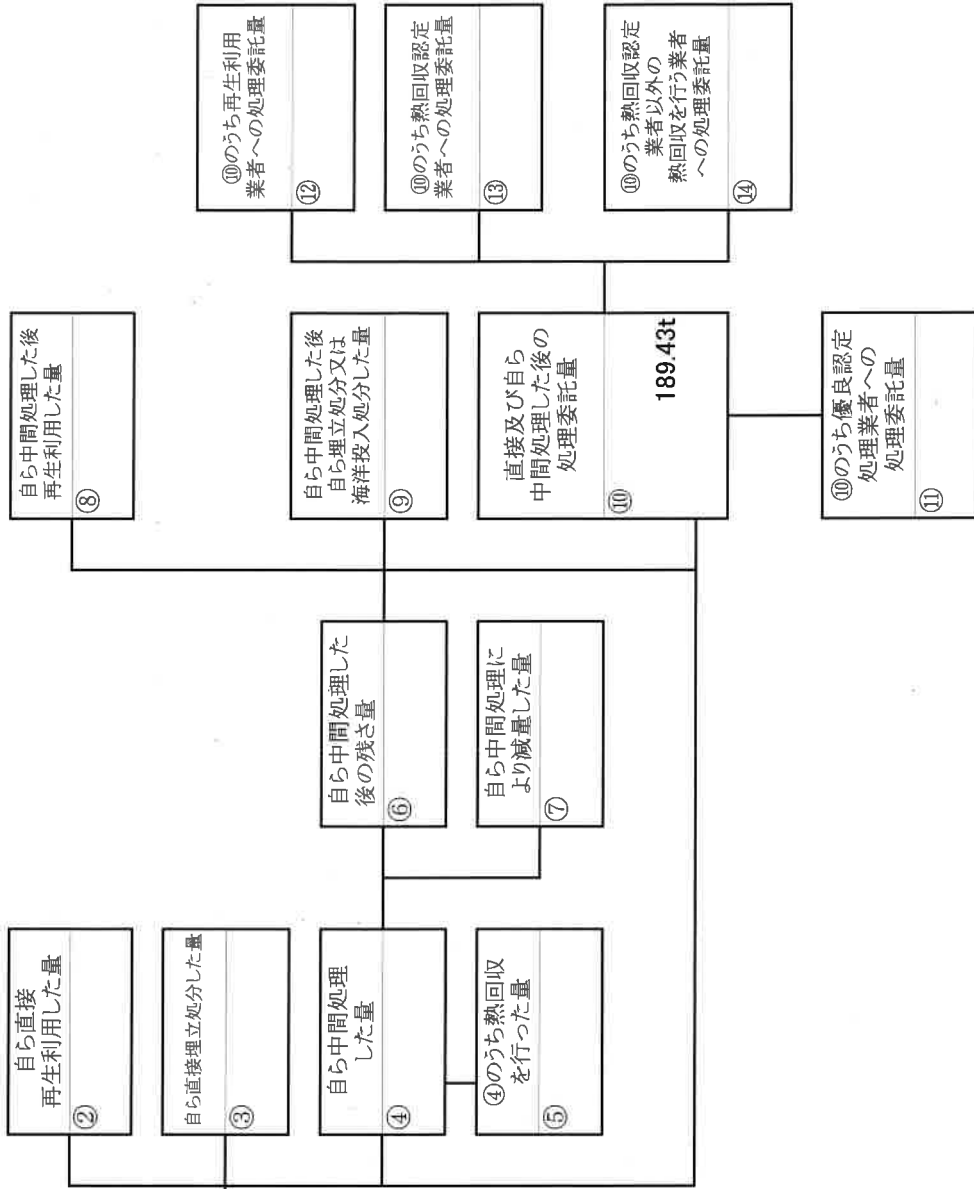 自ら直接
再生利用した量
②
自ら直接埋立処分した量
③
自ら中間処理
した量
④
④のうち熱回収
を行った量
⑤
自ら中間処理した
後の残さ量
⑥
自ら中間処理に
より減量した量
⑦
自ら中間処理した後
再生利用した量
⑧
自ら中間処理した後
自ら埋立処分又は
海洋投入処分した量
⑨
直接及び自ら
中間処理した後の
処理委託量
⑩
189.43t
⑩のうち優良認定
処理業者への
処理委託量
⑪
⑩のうち再生利用
業者への処理委託量
⑫
⑩のうち熱回収認定
業者への処理委託量
⑬
⑩のうち熱回収認定
業者以外の
熱回収を行う業者
への処理委託量
⑭